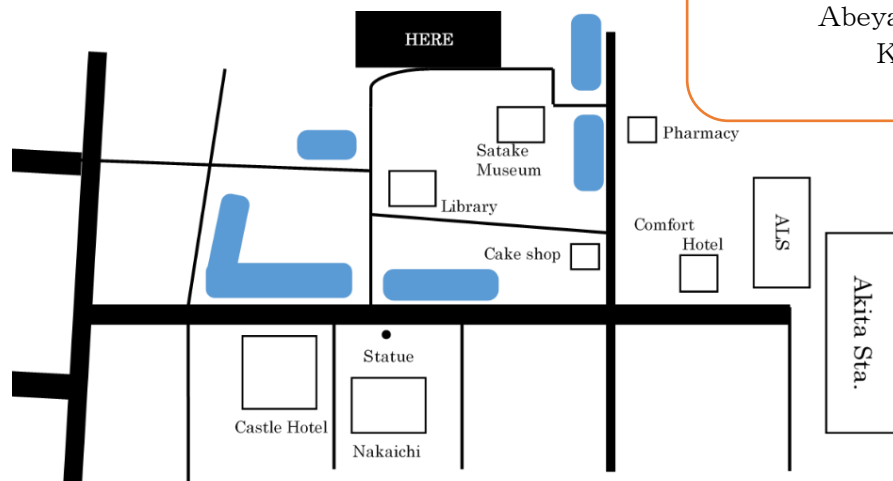 Abeya
K
HERE
Pharmacy
Satake
Museum
Library
Comfort
Hotel
ALS
Cake shop
Akita Sta.
Statue
Castle Hotel
Nakaichi